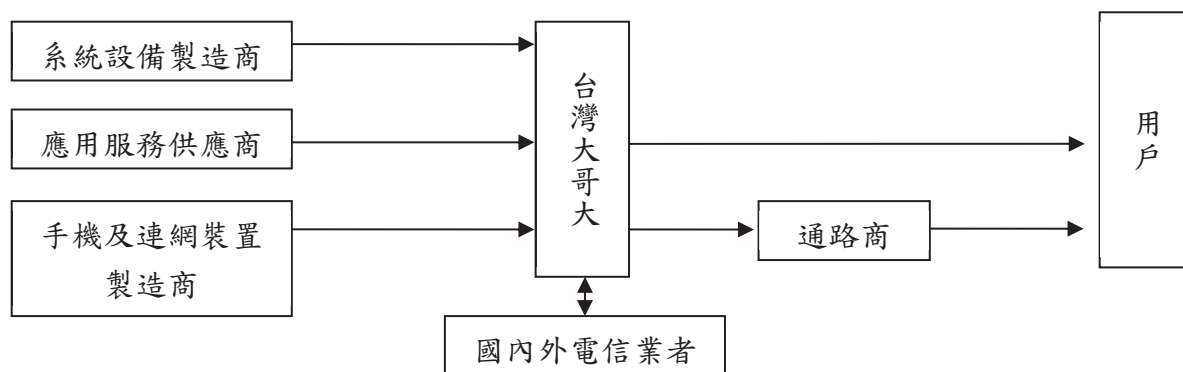 系統設備製造商
應用服務供應商
手機及連網裝置
製造商
台灣大哥大
通路商
用戶
國內外電信業者